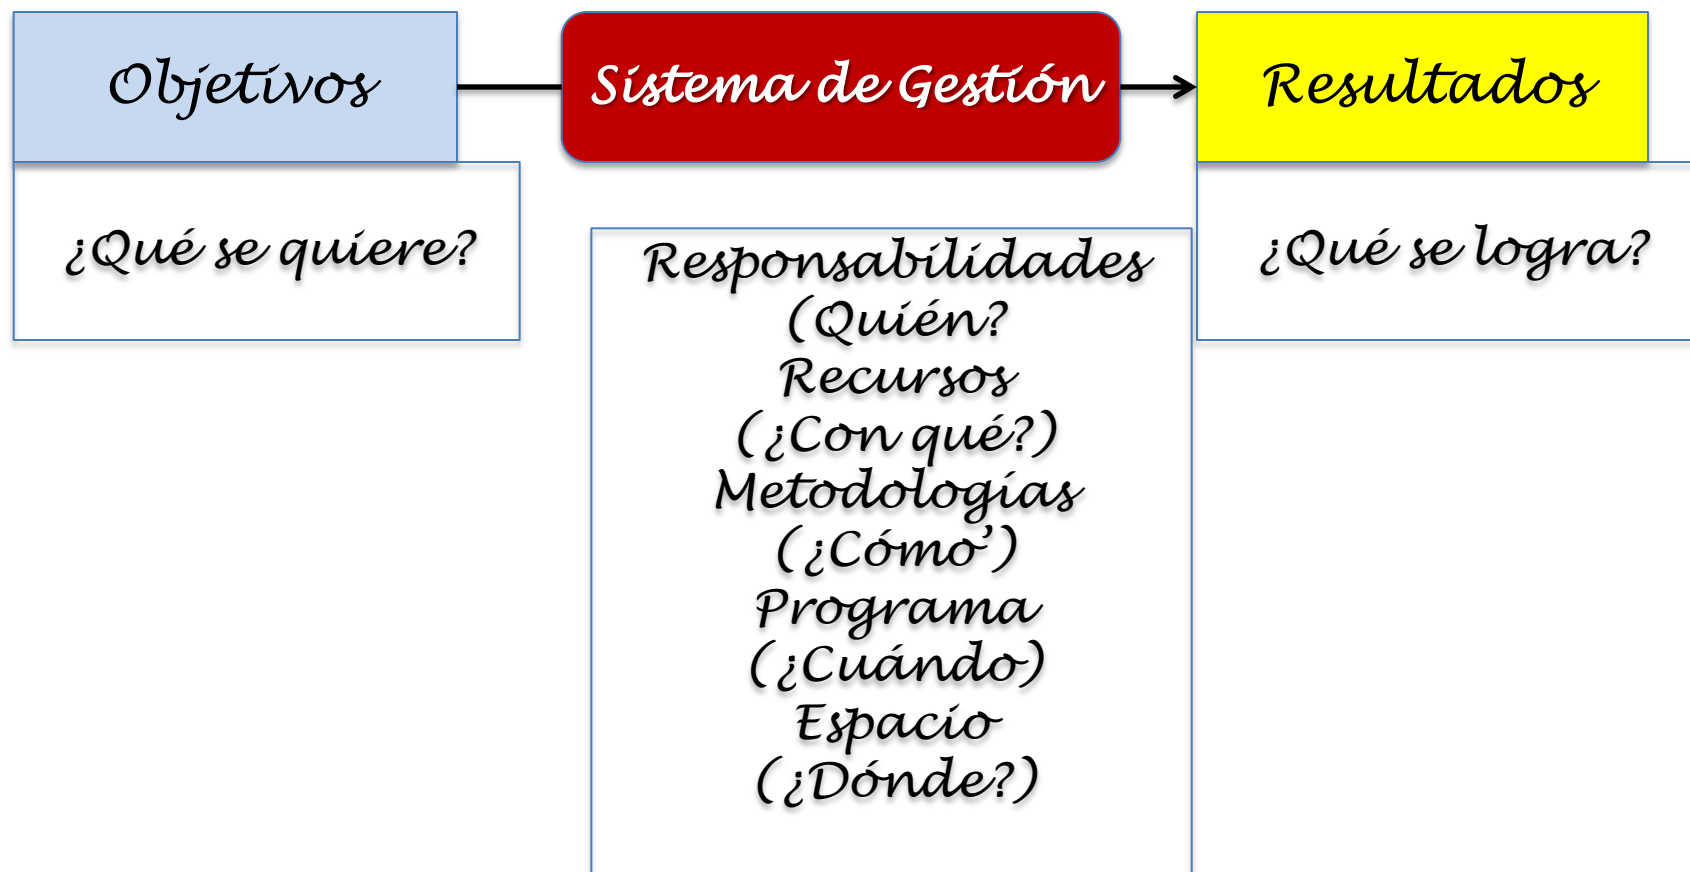 Objetivos
Sistema de Gestión
Resultados
¿Qué se quiere?
Responsabilidades
(Quién?
Recursos
(¿Con qué?)
Metodologías
(¿Cómo’)
Programa
(¿Cuándo)
Espacio
(¿Dónde?)
¿Qué se logra?